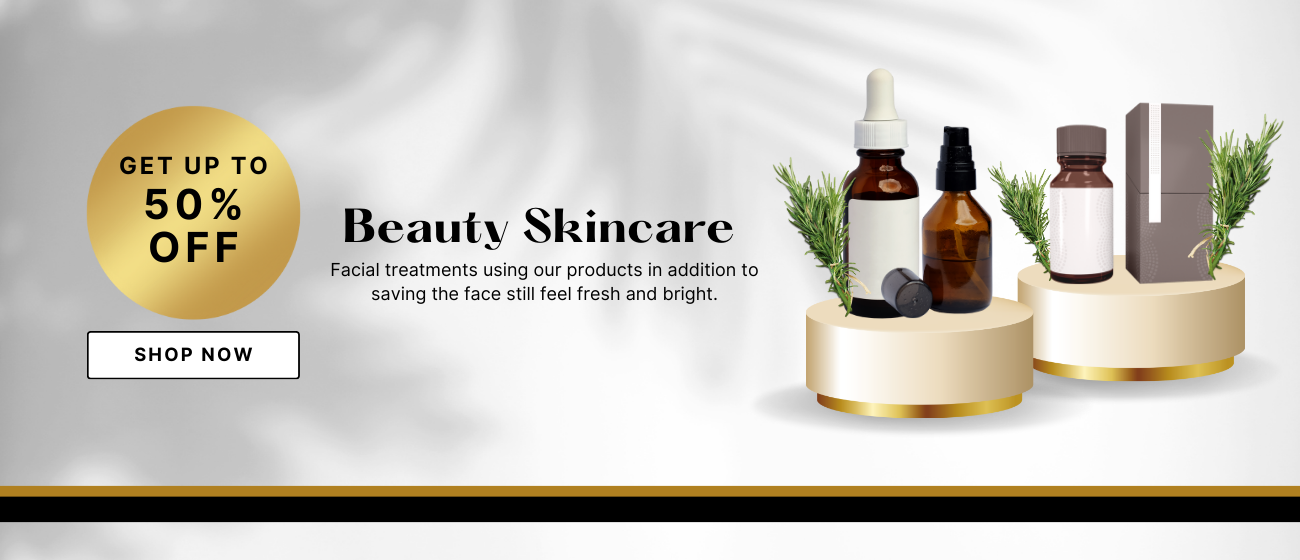 GET UP TO
50%
OFF
SHOP NOW
Beauty Skincare
Facial treatments using our products in addition to
saving the face still feel fresh and bright.